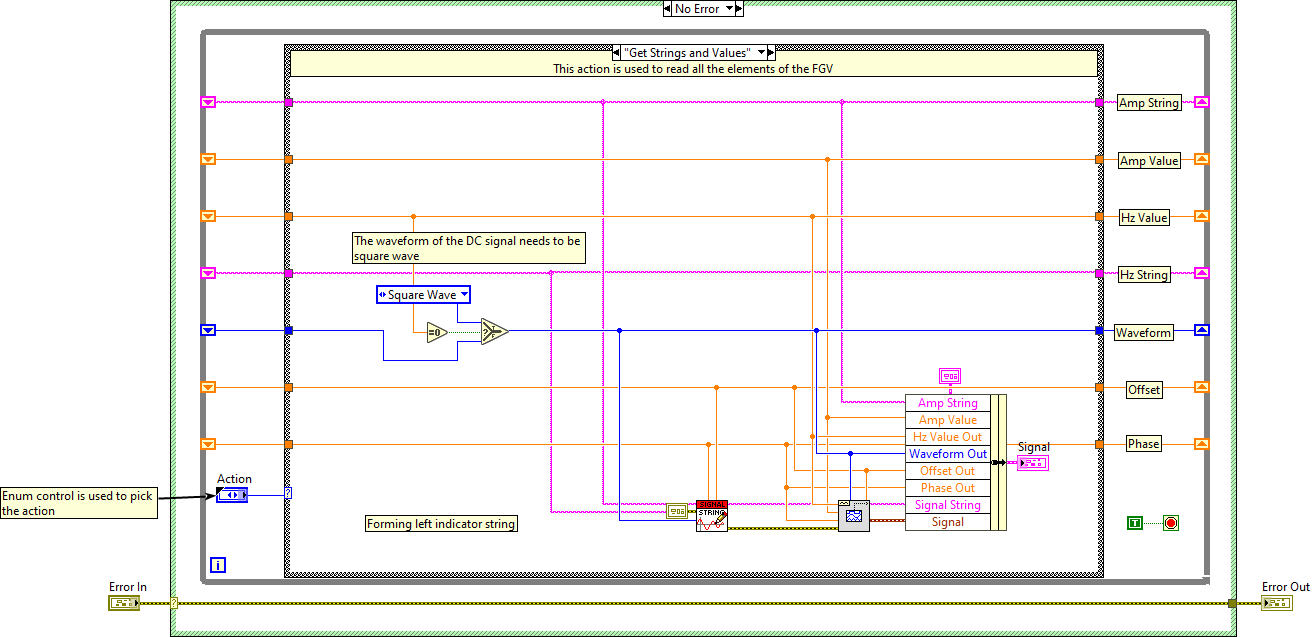 No Error
"Get Strings and Values"
This action is used to read all the elements of the FGV
Amp String
Amp Value
Hz Value
The waveform of the DC signal needs to be
square wave
Hz String
Square Wave
=0
?
T
F
Waveform
Offset
Amp String
Amp Value
Hz Value Out
Phase
Signal
Waveform Out
Offset Out
Action
Phase Out
Enum control is used to pick
the action
?
Signal String
SIGNAL
STRING
Forming left indicator string
Signal
T
i
Error In
?
Error Out